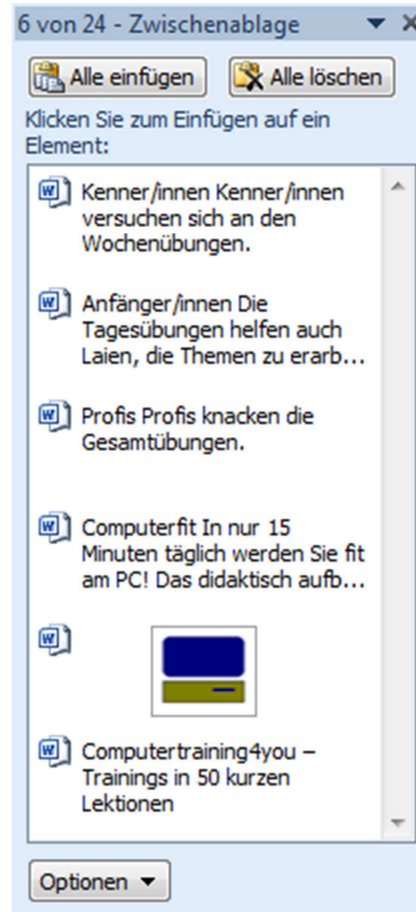 6 von 24 - Zwischenablage
Alle einfügen
Alle löschen
Klicken Sie zum Einfügen auf ein
Element:
Kenner/innen Kenner/innen
versuchen sich an den
Wochenübungen.
Anfänger/innen Die
Tagesübungen helfen auch
Laien, die Themen zu erarb...
Profis Profis knacken die
Gesamtübungen.
Computerfit In nur 15
Minuten täglich werden Sie fit
am PC! Das didaktisch aufb...
Computertraining4you –
Trainings in 50 kurzen
Lektionen
Optionen